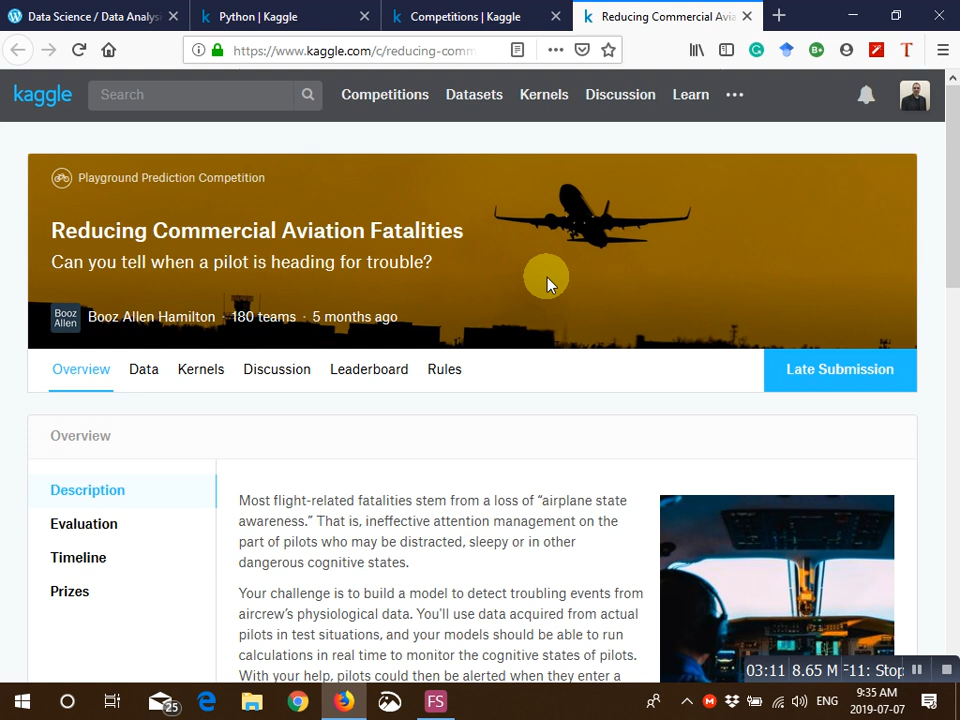 Data Science / Data Analysi
Python | Kaggle
Competitions | Kaggle
Reducing Commercial Avia
https://www.kaggle.com/c/reducing-comm
kaggle
Search
Competitions
Datasets
Kernels
Discussion
Learn
Playground Prediction Competition
Reducing Commercial Aviation Fatalities
Can you tell when a pilot is heading for trouble?
Booz
Allen
Booz Allen Hamilton · 180 teams · 5 months ago
Overview
Data
Kernels
Discussion
Leaderboard
Rules
Late Submission
Overview
Description
Evaluation
Timeline
Prizes
Most flight-related fatalities stem from a loss of “airplane state
awareness.” That is, ineffective attention management on the
part of pilots who may be distracted, sleepy or in other
dangerous cognitive states.
Your challenge is to build a model to detect troubling events from
aircrew’s physiological data. You'll use data acquired from actual
pilots in test situations, and your models should be able to run
calculations in real time to monitor the cognitive states of pilots.
With your help, pilots could then be alerted when they enter a
03:11 8.65 M F11: Stop
25
FS
ENG
9:35 AM
2019-07-07